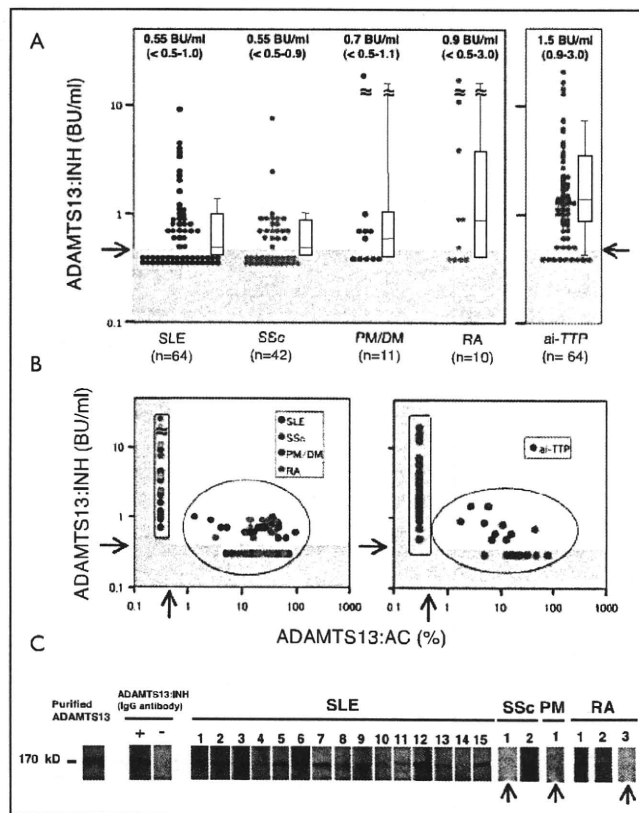 A
0.55 BU/ml 0.55 BU/ml 0.7 BU/ml 0.9 BU/ml 1.5 BU/ml
(< 0.5-1.0) (< 0.5-0.9) (< 0.5-1.1) (< 0.5-3.0) (0.9-3.0)
ADAMTS13:INH (BU/ml)
10
1
0.1
SLE SSc PM/DM RA ai-TTP
(n=64) (n=42) (n=11) (n=10) (n= 64)
B
ADAMTS13:INH (BU/ml)
10
1
0.1
SLE
SSc
PM/DM
RA
ai-TTP
0.1 1 10 100 1000 0.1 1 10 100 1000
ADAMTS13:AC (%)
C
Purified ADAMTS13
ADAMTS13:INH (IgG antibody)
SLE SSc PM RA
+ - 1 2 3 4 5 6 7 8 9 10 11 12 13 14 15 1 2 1 1 2 3
170 kD